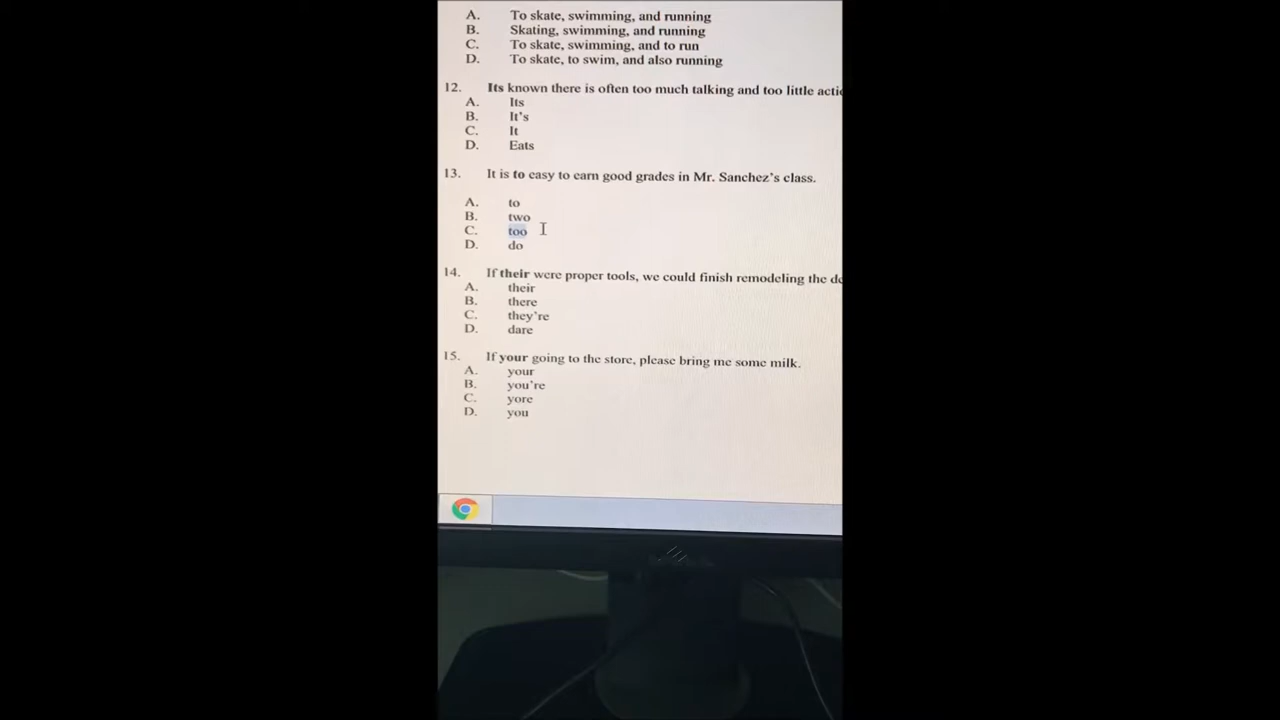 A. To skate, swimming, and running
B. Skating, swimming, and running
C. To skate, swimming, and to run
D. To skate, to swim, and also running
12. Its known there is often too much talking and too little
A. Its
B. It's
C. It
D. Eats
13. It is to easy to earn good grades in Mr. Sanchez's class.
A. to
B. two
C. too
D. do
14. If their were proper tools, we could finish remodeling the
A. their
B. there
C. they're
D. dare
15. If your going to the store, please bring me some milk.
A. your
B. you're
C. yore
D. you